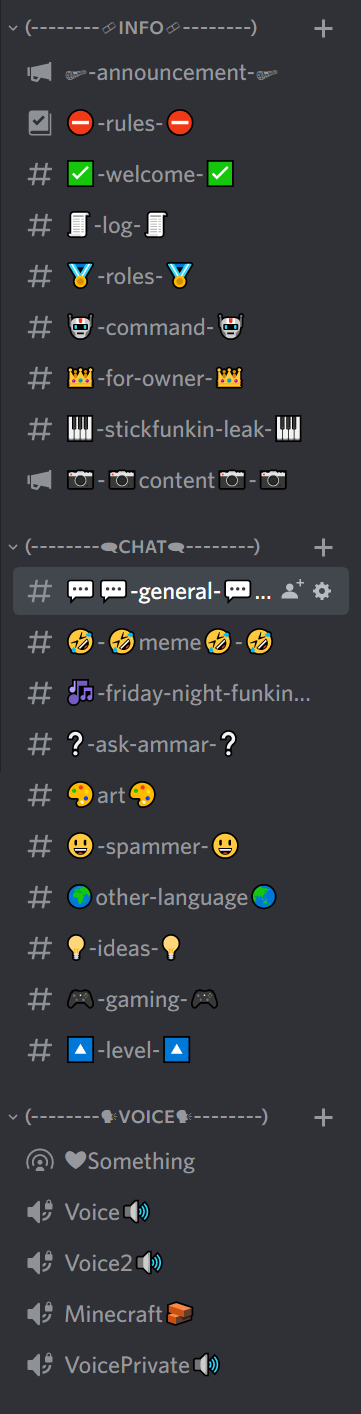 (--------🔗INFO🔗--------)
-announcement-
⛔-rules-⛔
✅-welcome-✅
📜-log-📜
🏅-roles-🏅
🤖-command-🤖
👑-for-owner-👑
🎹-stickfunkin-leak-🎹
📷-📷content📷-📷
(--------🗨CHAT🗨--------)
💬💬-general-💬...
🤣-🤣meme🤣-🤣
🎶-friday-night-funkin...
❔-ask-ammar-❔
🎨art🎨
😃-spammer-😃
🌍other-language🌏
💡-ideas-💡
🎮-gaming-🎮
🔼-level-🔼
(--------🗣VOICE🗣--------)
♥Something
Voice🔊
Voice2🔊
Minecraft🧱
VoicePrivate🔊